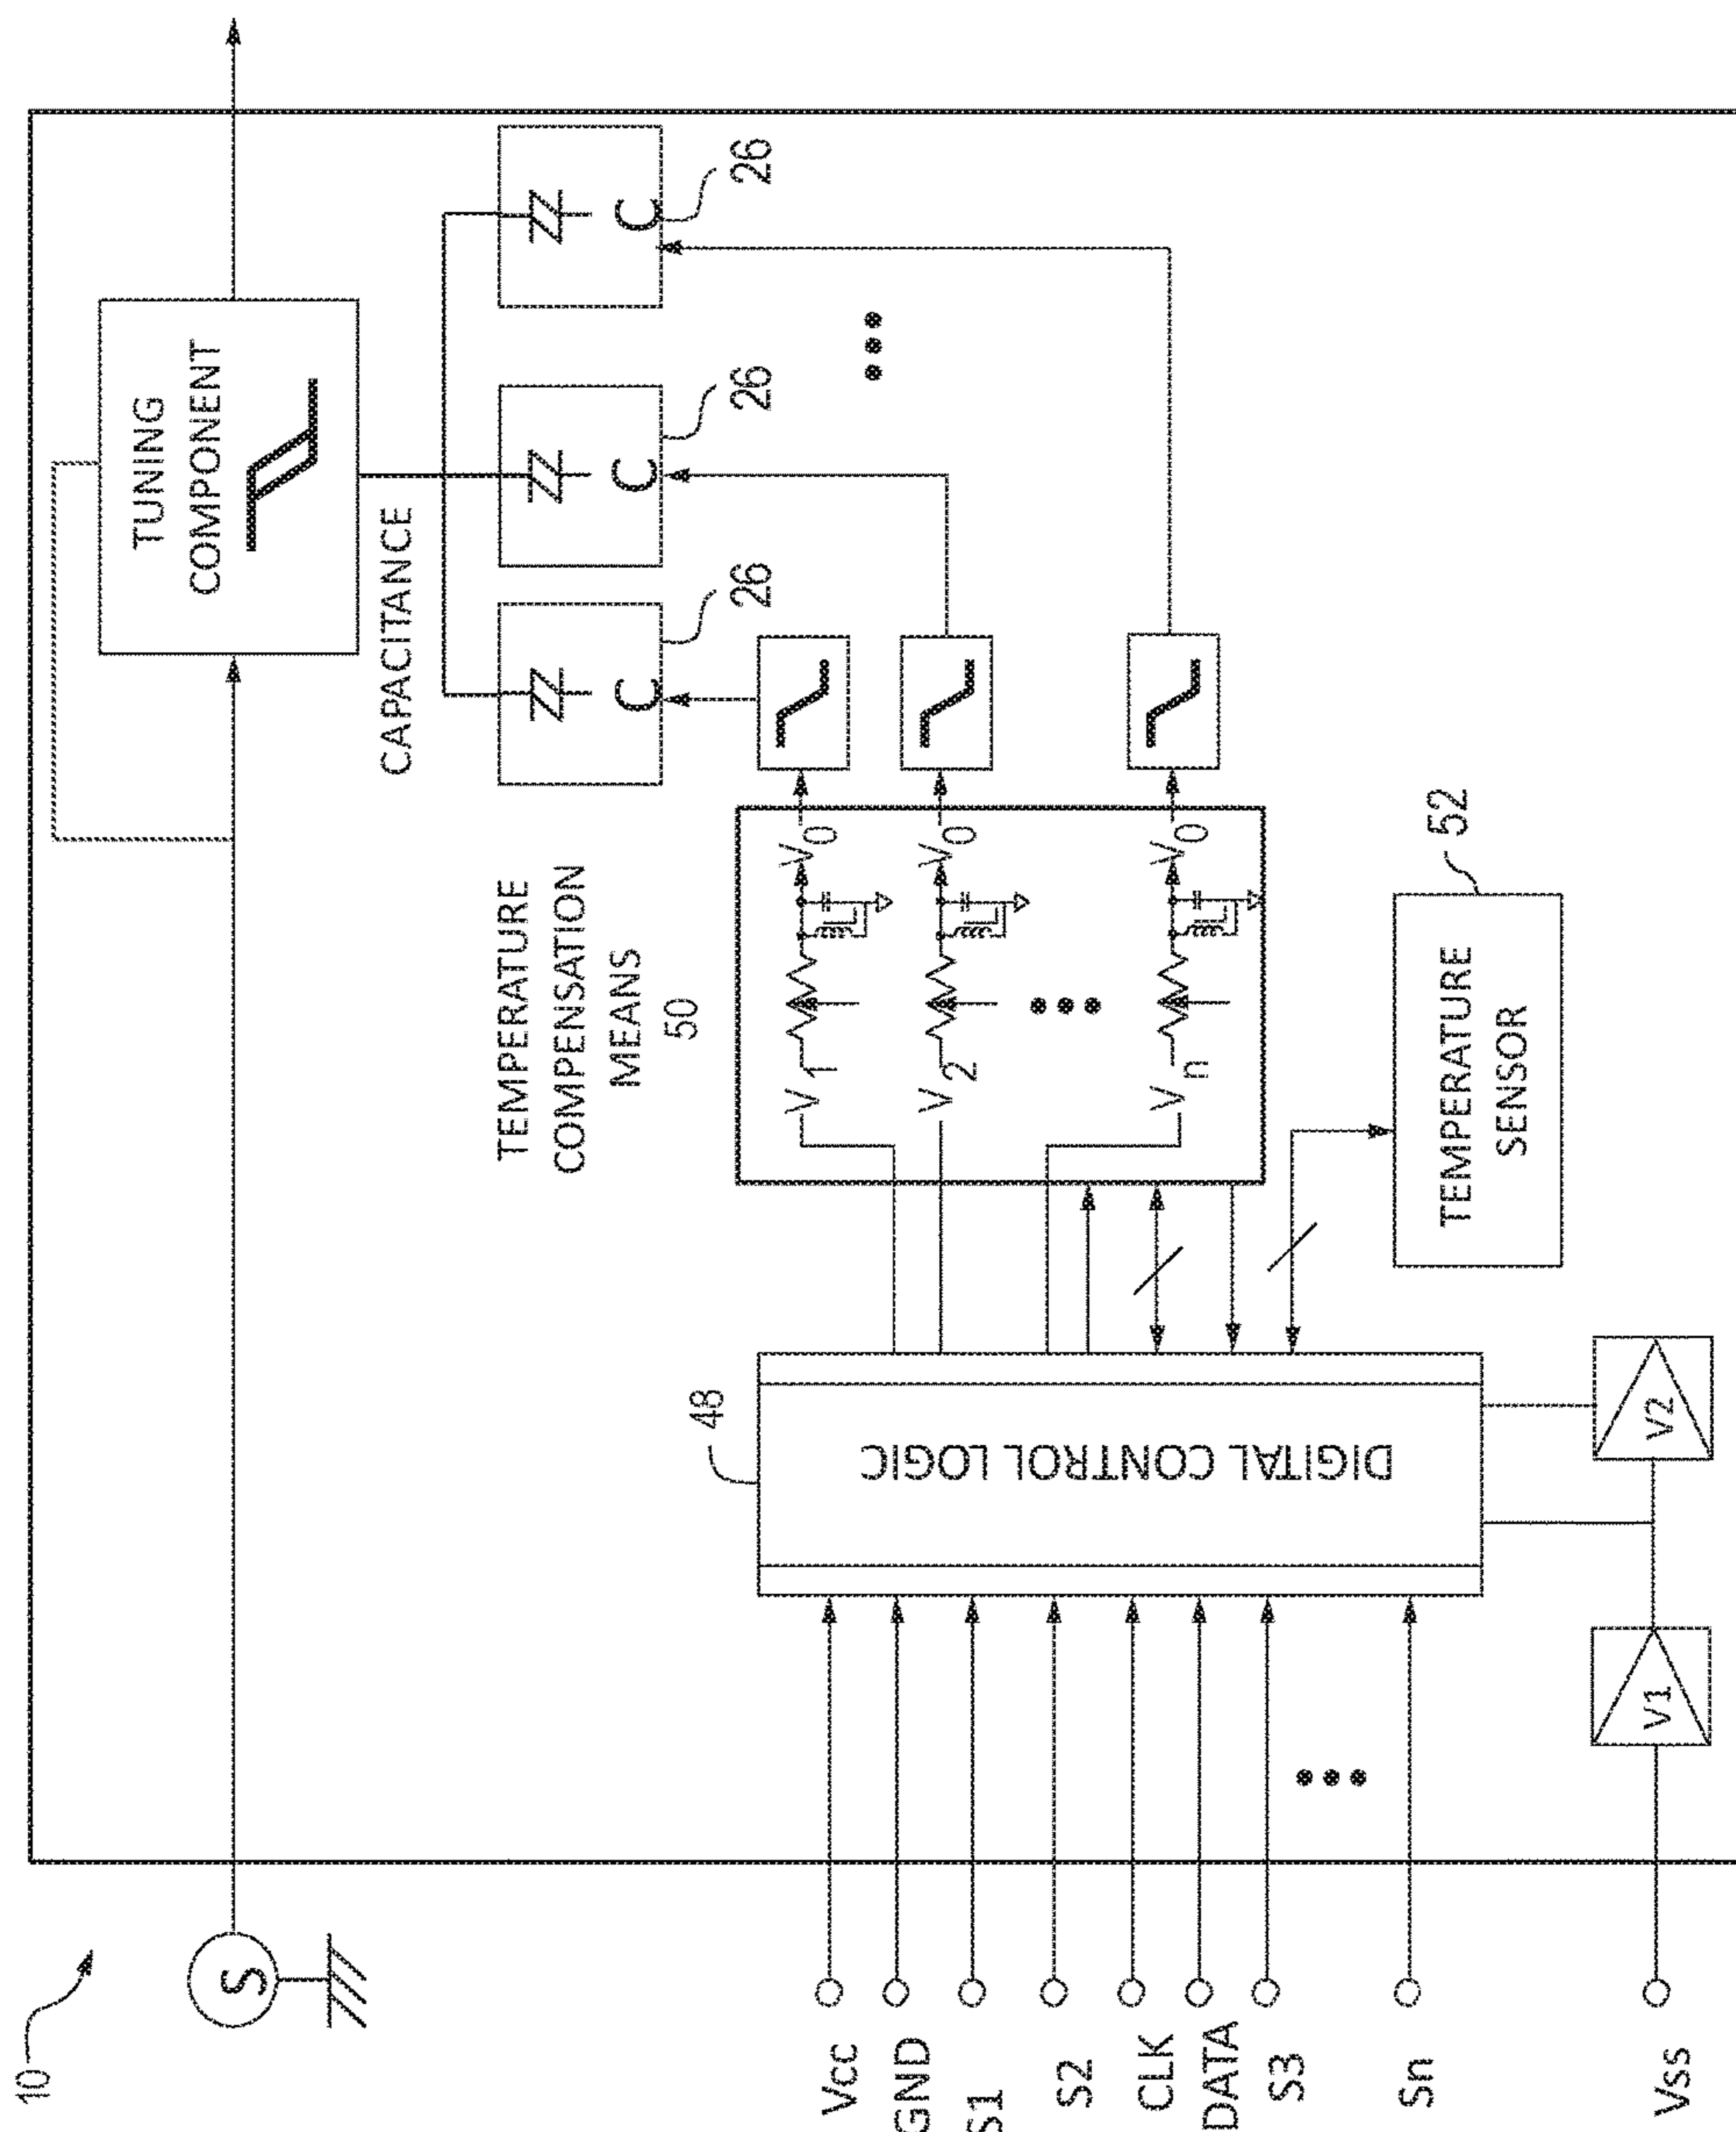 10
S
TUNING
COMPONENT
CAPACITANCE
C
26
C
26
C
26
TEMPERATURE
COMPENSATION
MEANS
50
V1
V0
V2
V0
Vn
V0
48
DIGITAL CONTROL LOGIC
TEMPERATURE
SENSOR
52
Vcc
GND
S1
S2
CLK
DATA
S3
Sn
Vss
V1
V2